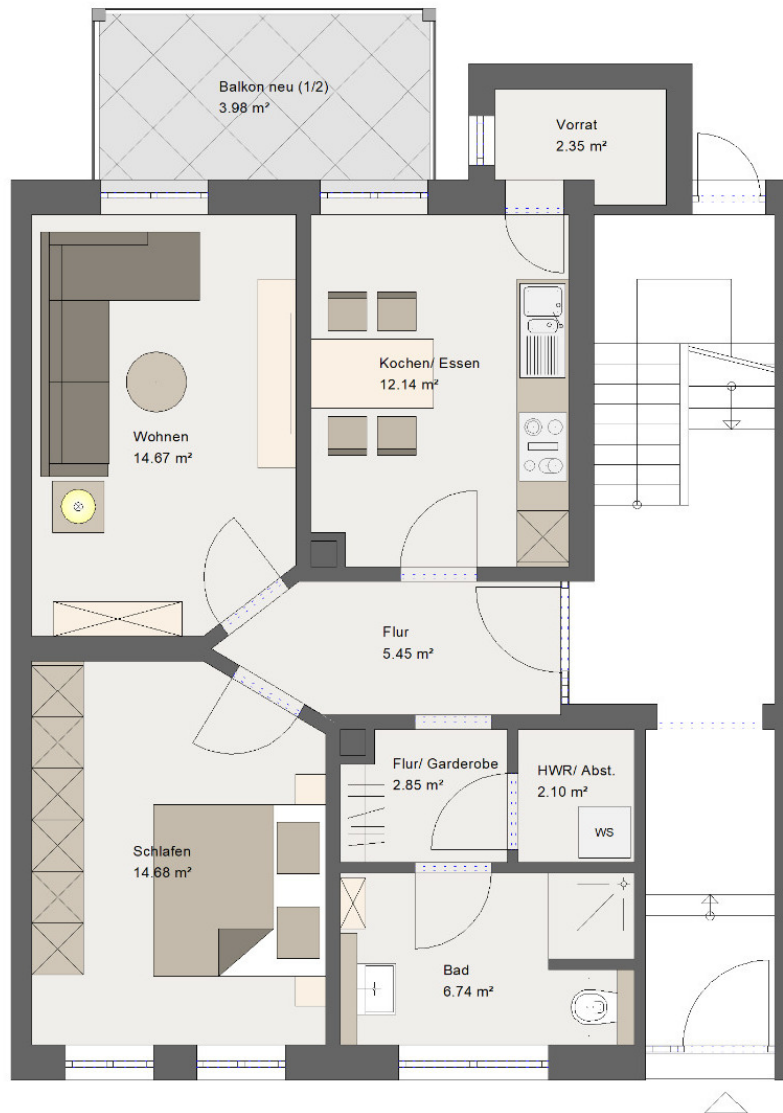 Balkon neu (1/2)
3.98 m²
Vorrat
2.35 m²
Kochen/ Essen
12.14 m²
Wohnen
14.67 m²
Flur
5.45 m²
Flur/ Garderobe
2.85 m²
HWR/ Abst.
2.10 m²
WS
Schlafen
14.68 m²
Bad
6.74 m²